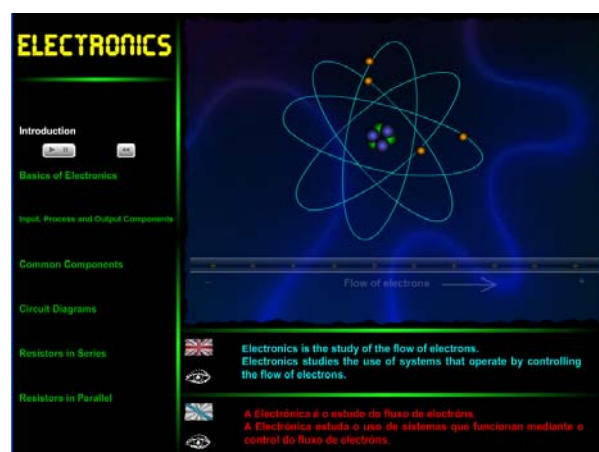 ELECTRONICS
Introduction
Basics of Electronics
Input, Process and Output Components
Common Components
Circuit Diagrams
Resistors in Series
Resistors in Parallel
Flow of electrons
- +
Electronics is the study of the flow of electrons.
Electronics studies the use of systems that operate by controlling
the flow of electrons.
A Electrónica é o estudo do fluxo de electróns.
A Electrónica estuda o uso de sistemas que funcionan mediante o
control do fluxo de electróns.